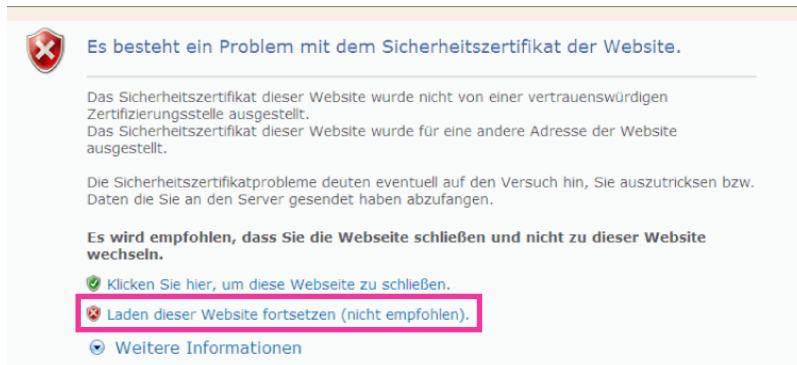 Es besteht ein Problem mit dem Sicherheitszertifikat der Website.
Das Sicherheitszertifikat dieser Website wurde nicht von einer vertrauenswürdigen
Zertifizierungsstelle ausgestellt.
Das Sicherheitszertifikat dieser Website wurde für eine andere Adresse der Website
ausgestellt.
Die Sicherheitszertifikatprobleme deuten eventuell auf den Versuch hin, Sie auszutricksen bzw.
Daten die Sie an den Server gesendet haben abzufangen.
Es wird empfohlen, dass Sie die Webseite schließen und nicht zu dieser Website
wechseln.
Klicken Sie hier, um diese Webseite zu schließen.
Laden dieser Website fortsetzen (nicht empfohlen).
Weitere Informationen